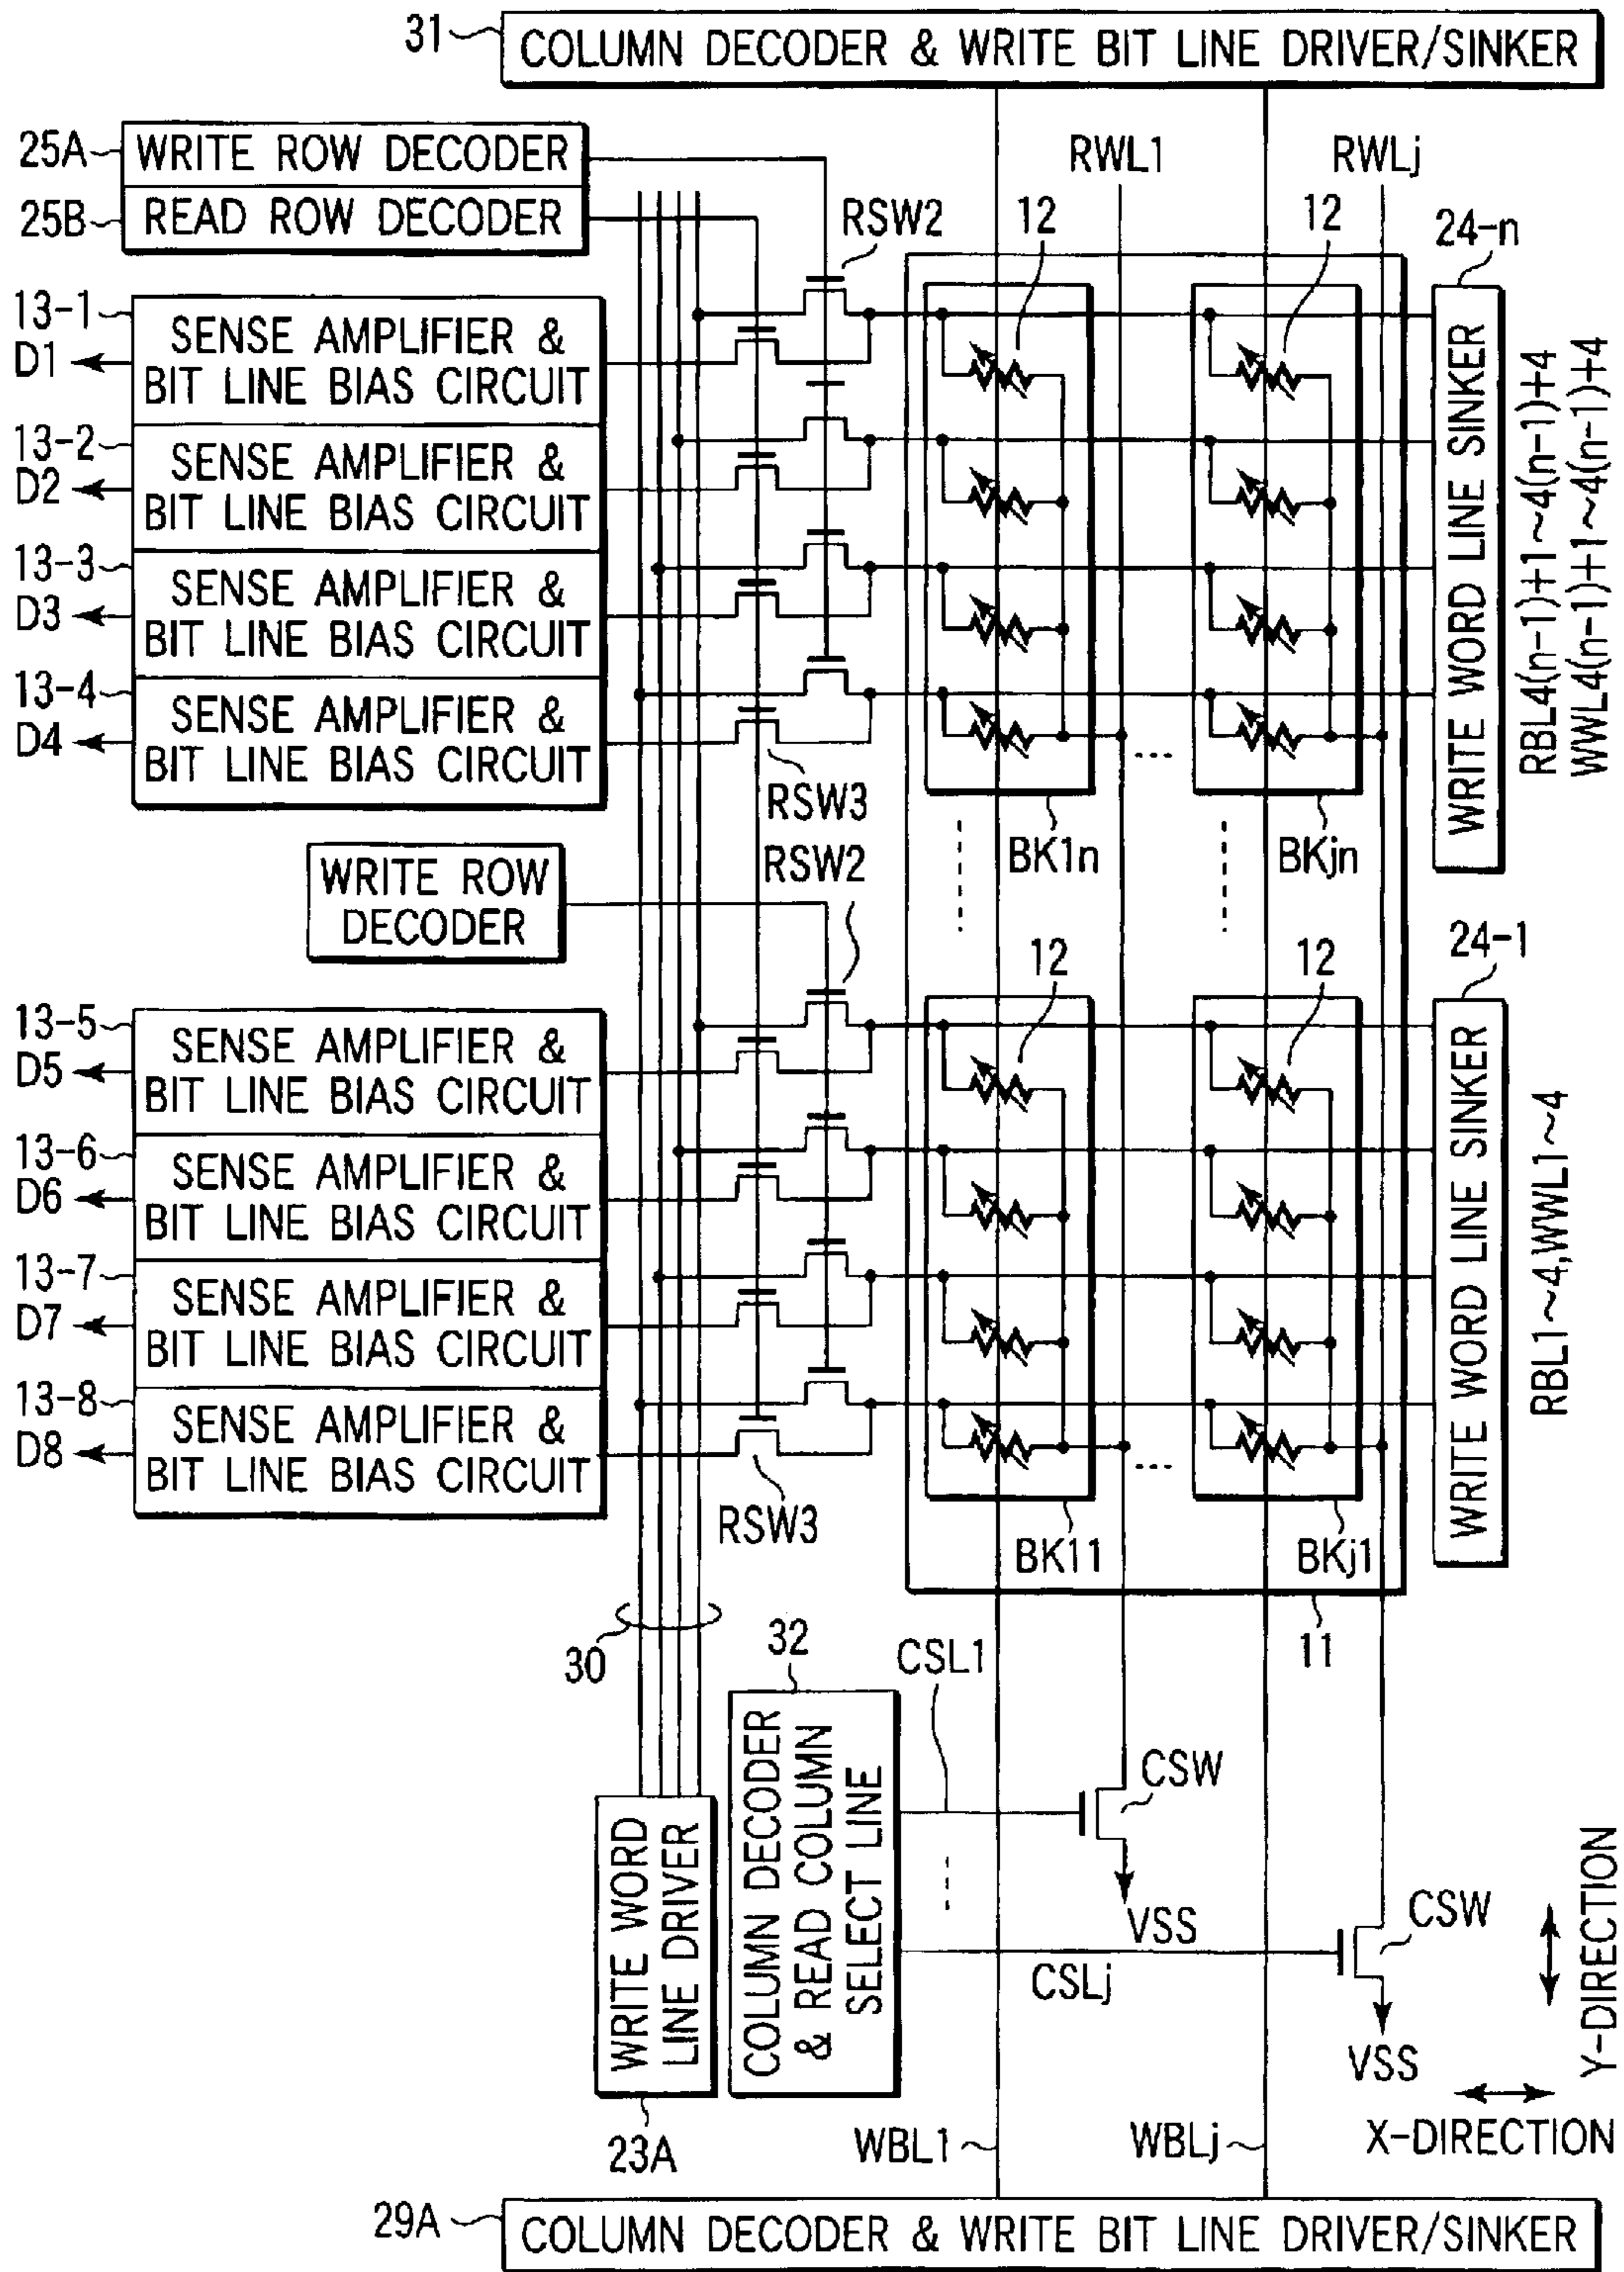 31
COLUMN DECODER & WRITE BIT LINE DRIVER/SINKER
25A
WRITE ROW DECODER
25B
READ ROW DECODER
RWL1
RWLj
RSW2
12
12
24-n
13-1
SENSE AMPLIFIER &
BIT LINE BIAS CIRCUIT
D1
13-2
SENSE AMPLIFIER &
BIT LINE BIAS CIRCUIT
D2
13-3
SENSE AMPLIFIER &
BIT LINE BIAS CIRCUIT
D3
13-4
SENSE AMPLIFIER &
BIT LINE BIAS CIRCUIT
D4
WRITE WORD LINE SINKER
RBL4(n-1)+1~4(n-1)+4
WWL4(n-1)+1~4(n-1)+4
RSW3
RSW2
BK1n
BKjn
WRITE ROW
DECODER
12
12
24-1
13-5
SENSE AMPLIFIER &
BIT LINE BIAS CIRCUIT
D5
13-6
SENSE AMPLIFIER &
BIT LINE BIAS CIRCUIT
D6
13-7
SENSE AMPLIFIER &
BIT LINE BIAS CIRCUIT
D7
13-8
SENSE AMPLIFIER &
BIT LINE BIAS CIRCUIT
D8
WRITE WORD LINE SINKER
RBL1~4,WWL1~4
RSW3
BK11
BKj1
30
32
CSL1
11
WRITE WORD
LINE DRIVER
COLUMN DECODER
& READ COLUMN
SELECT LINE
CSW
VSS
CSLj
CSW
VSS
Y-DIRECTION
X-DIRECTION
23A
WBL1
WBLj
29A
COLUMN DECODER & WRITE BIT LINE DRIVER/SINKER